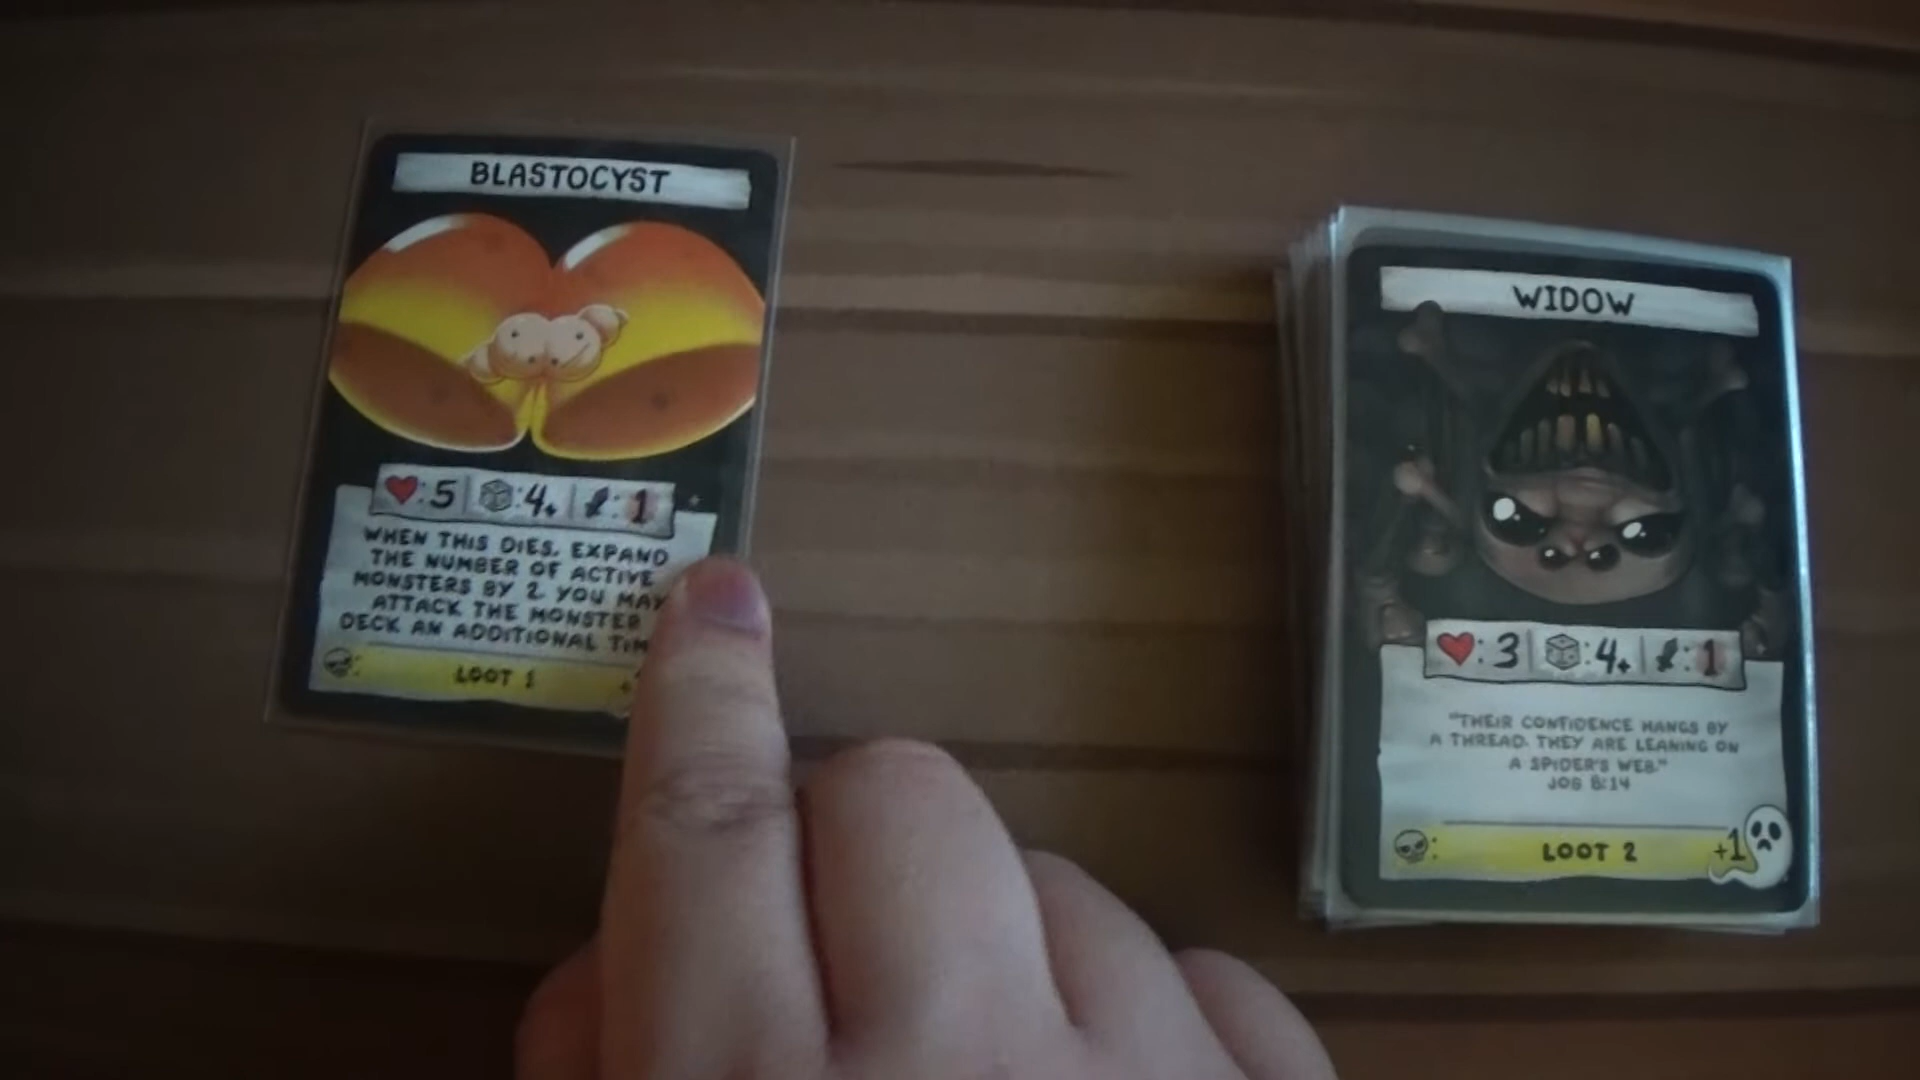 BLASTOCYST
5 4+ 1
WHEN THIS DIES, EXPAND
THE NUMBER OF ACTIVE
MONSTERS BY 2. YOU MAY
ATTACK THE MONSTER
DECK AN ADDITIONAL
LOOT 1
WIDOW
:3 :4+ :1
"THEIR CONFIDENCE HANGS BY
A THREAD. THEY ARE LEANING ON
A SPIDER'S WEB."
JOB 8:14
LOOT 2 +1